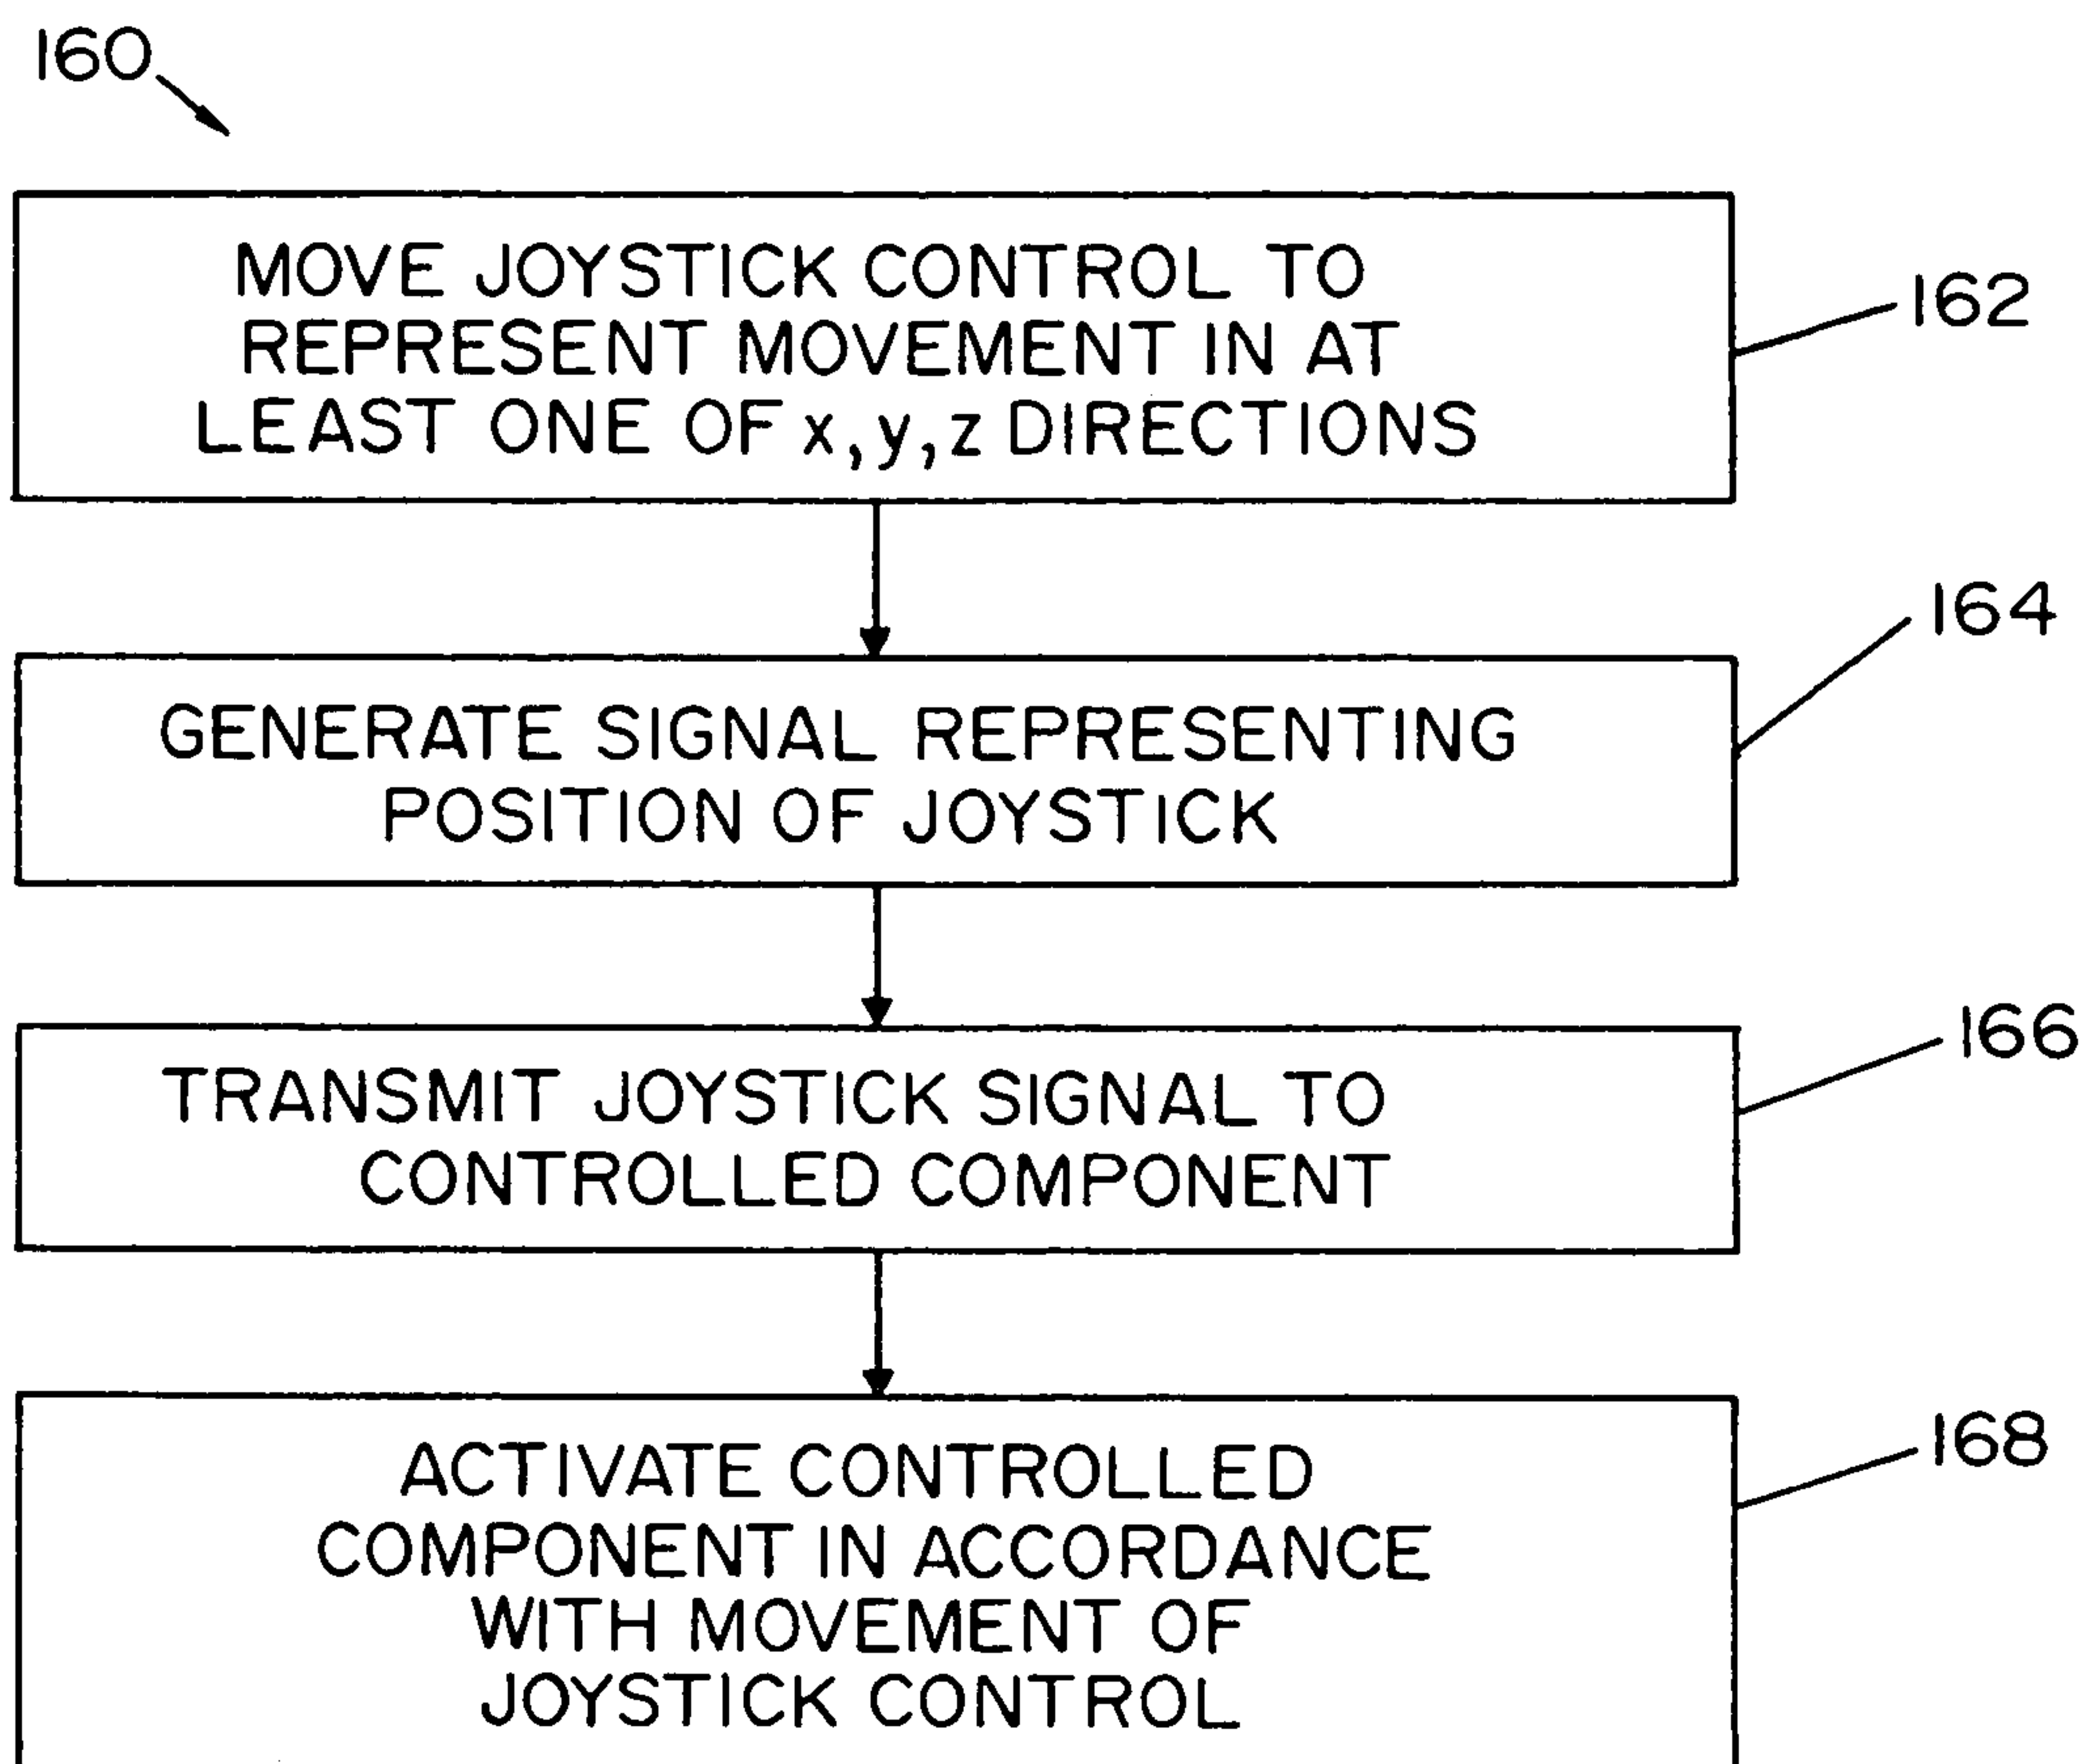 160
MOVE JOYSTICK CONTROL TO
REPRESENT MOVEMENT IN AT
LEAST ONE OF x,y,z DIRECTIONS
162
GENERATE SIGNAL REPRESENTING
POSITION OF JOYSTICK
164
TRANSMIT JOYSTICK SIGNAL TO
CONTROLLED COMPONENT
166
ACTIVATE CONTROLLED
COMPONENT IN ACCORDANCE
WITH MOVEMENT OF
JOYSTICK CONTROL
168